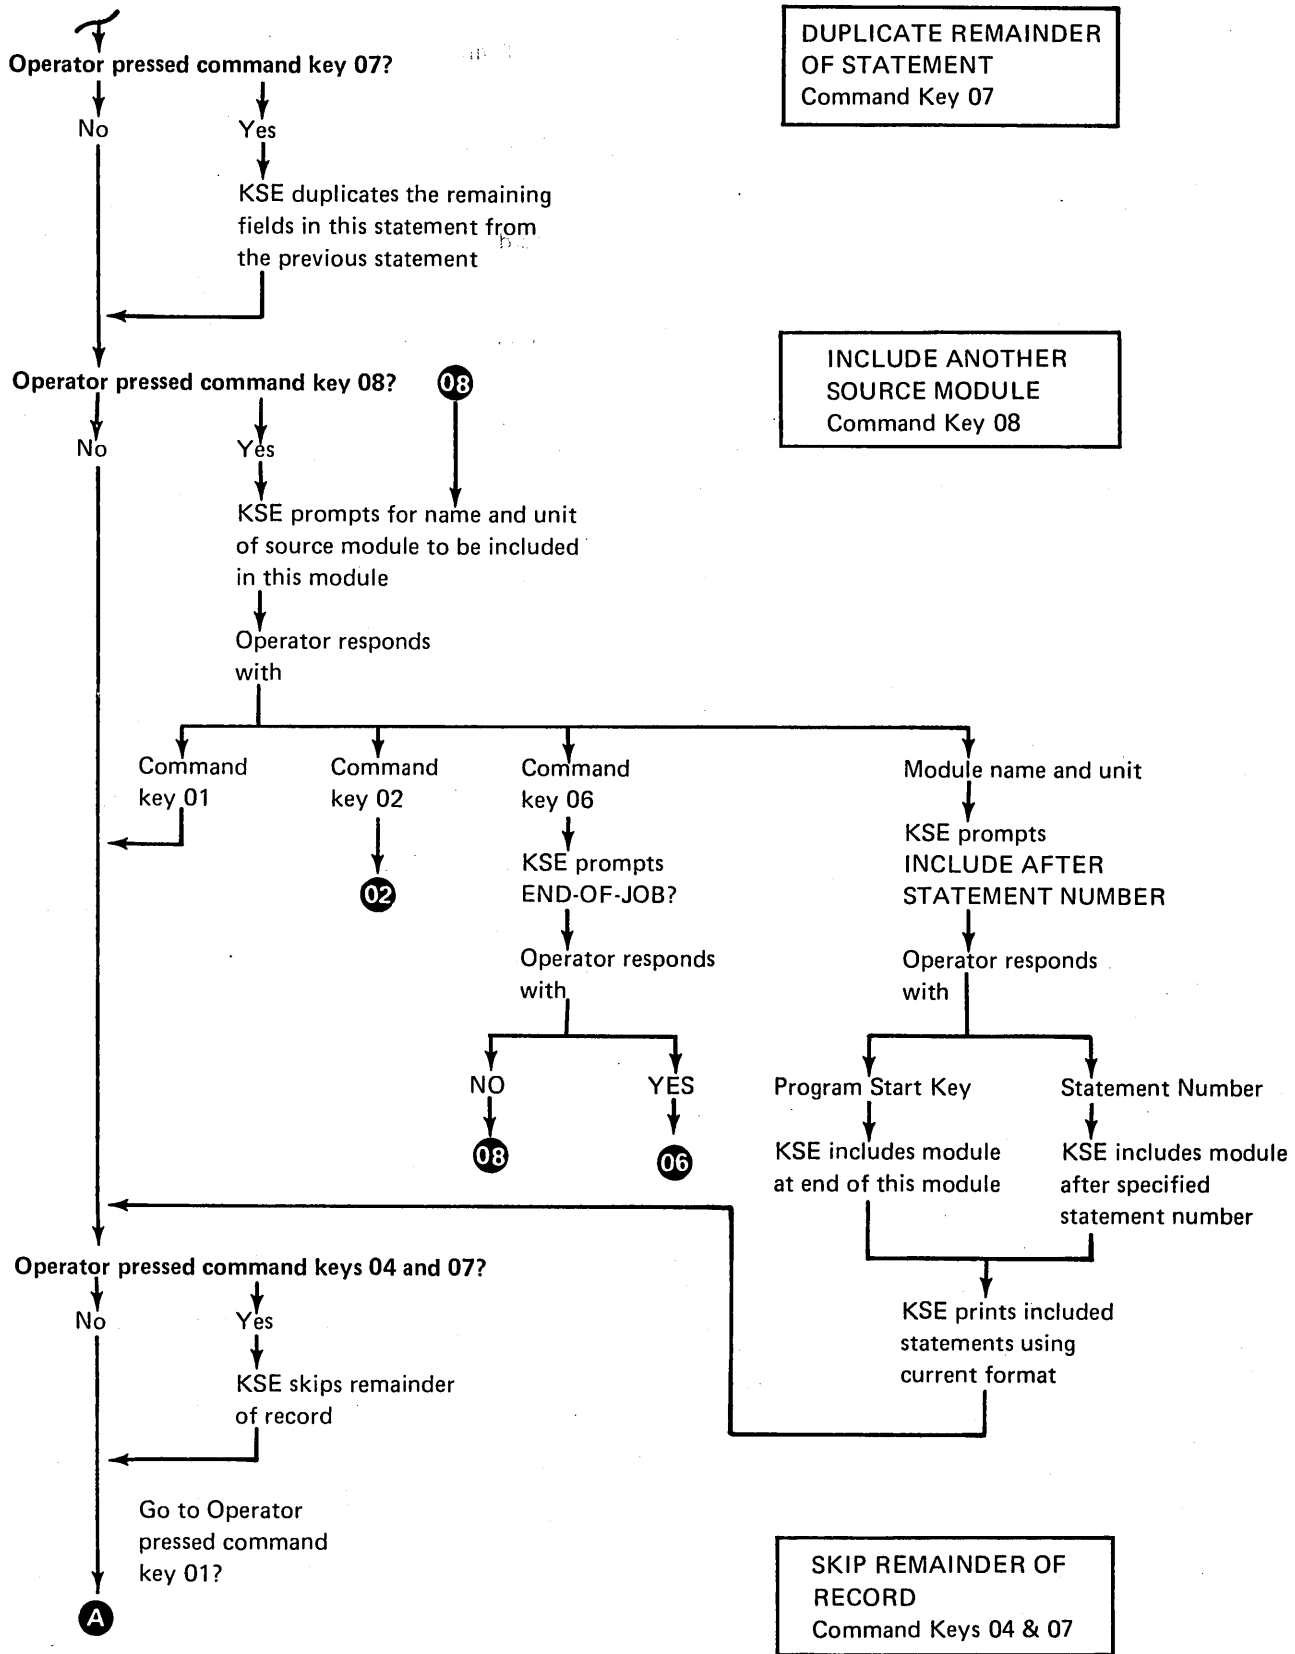 Operator pressed command key 07?
DUPLICATE REMAINDER
OF STATEMENT
Command Key 07
No
Yes
KSE duplicates the remaining
fields in this statement from
the previous statement
Operator pressed command key 08?
08
INCLUDE ANOTHER
SOURCE MODULE
Command Key 08
No
Yes
KSE prompts for name and unit
of source module to be included
in this module
Operator responds
with
Command
key 01
Command
key 02
02
Command
key 06
KSE prompts
END-OF-JOB?
Operator responds
with
NO
08
YES
06
Module name and unit
KSE prompts
INCLUDE AFTER
STATEMENT NUMBER
Operator responds
with
Program Start Key
KSE includes module
at end of this module
Statement Number
KSE includes module
after specified
statement number
KSE prints included
statements using
current format
Operator pressed command keys 04 and 07?
No
Yes
KSE skips remainder
of record
Go to Operator
pressed command
key 01?
A
SKIP REMAINDER OF
RECORD
Command Keys 04 & 07